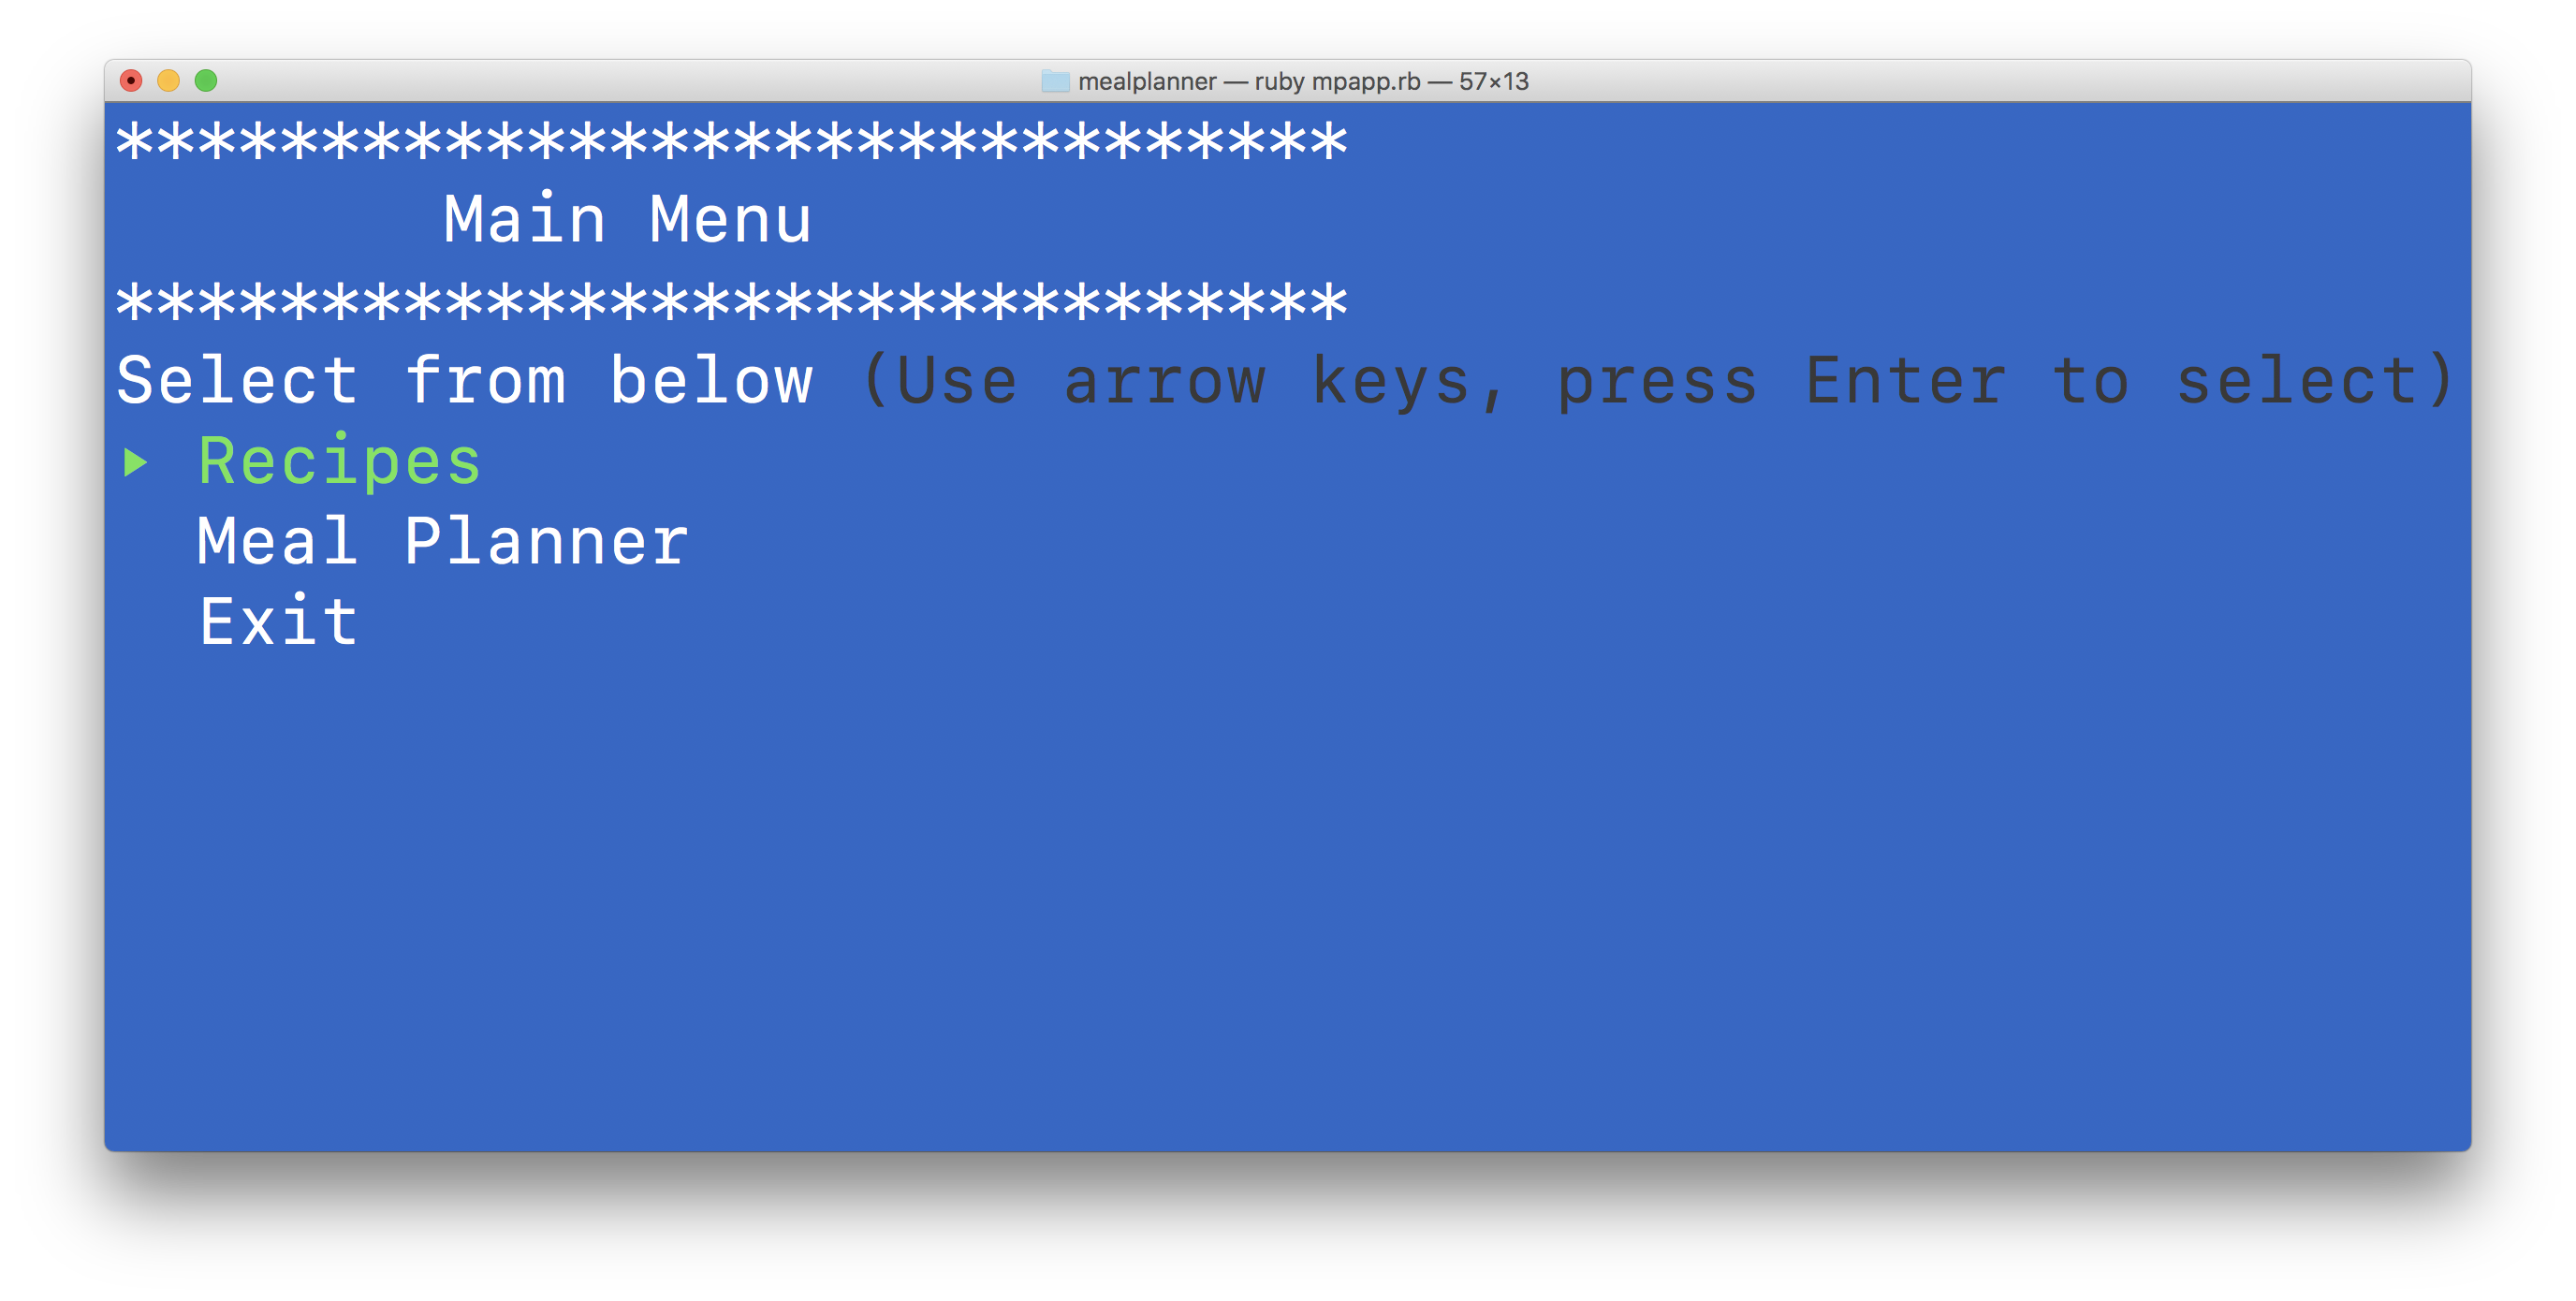 mealplanner — ruby mpapp.rb — 57×13
******************************
Main Menu
******************************
Select from below (Use arrow keys, press Enter to select)
‣ Recipes
Meal Planner
Exit